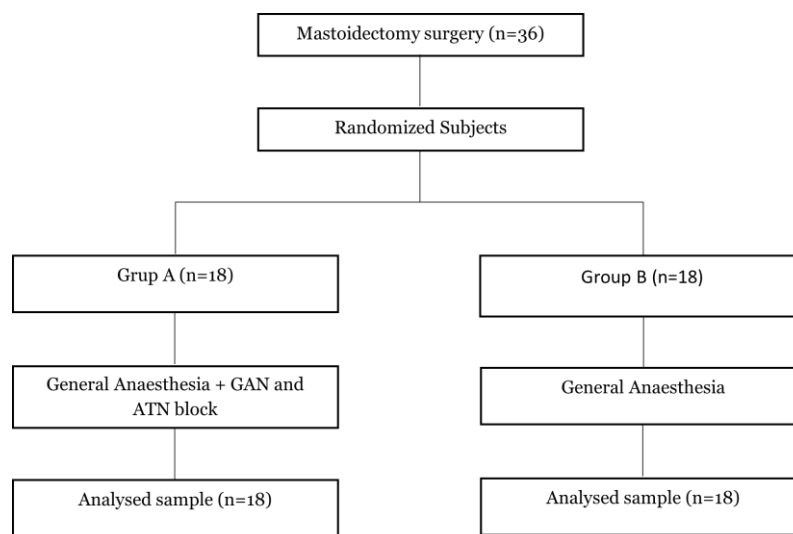 Mastoidectomy surgery (n=36)
Randomized Subjects
Grup A (n=18)
Group B (n=18)
General Anaesthesia + GAN and
ATN block
General Anaesthesia
Analysed sample (n=18)
Analysed sample (n=18)